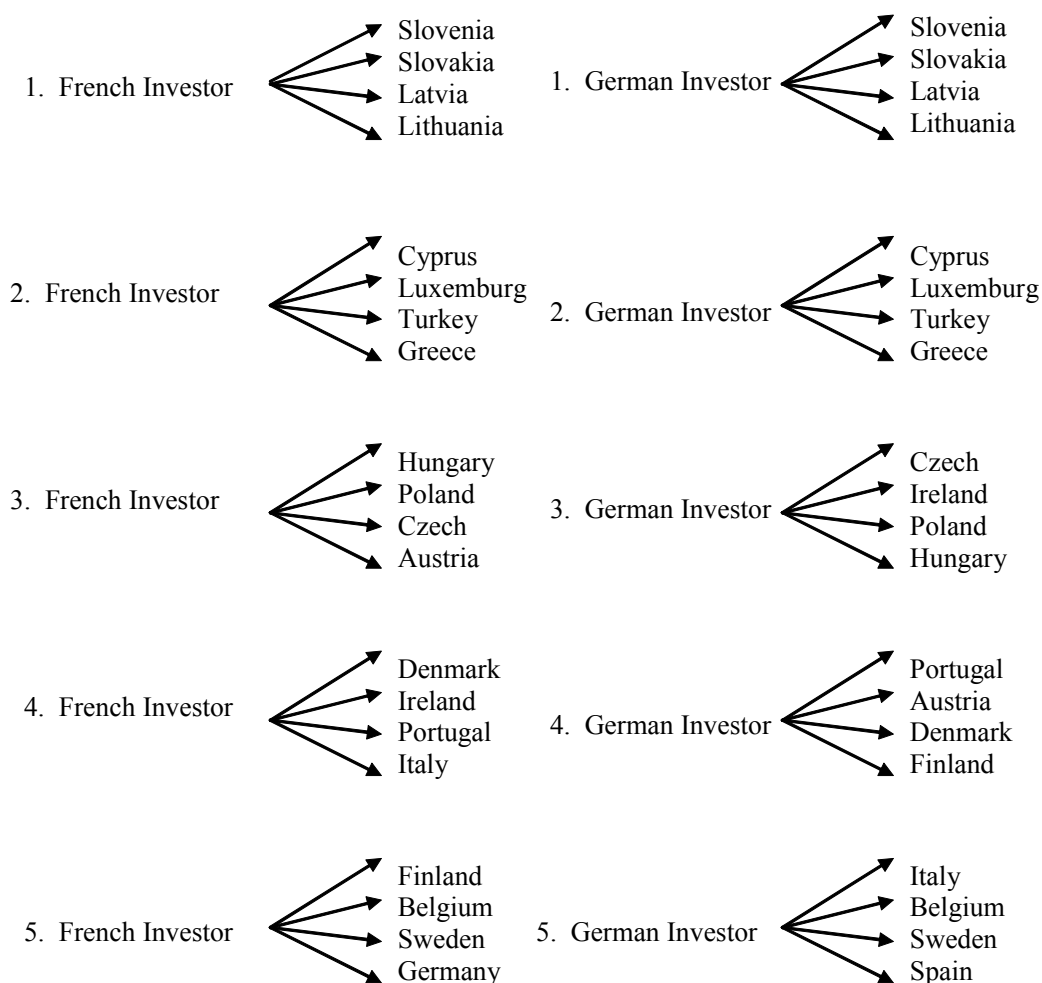 1. French Investor
Slovenia
Slovakia
Latvia
Lithuania
1. German Investor
Slovenia
Slovakia
Latvia
Lithuania
2. French Investor
Cyprus
Luxemburg
Turkey
Greece
2. German Investor
Cyprus
Luxemburg
Turkey
Greece
3. French Investor
Hungary
Poland
Czech
Austria
3. German Investor
Czech
Ireland
Poland
Hungary
4. French Investor
Denmark
Ireland
Portugal
Italy
4. German Investor
Portugal
Austria
Denmark
Finland
5. French Investor
Finland
Belgium
Sweden
Germany
5. German Investor
Italy
Belgium
Sweden
Spain